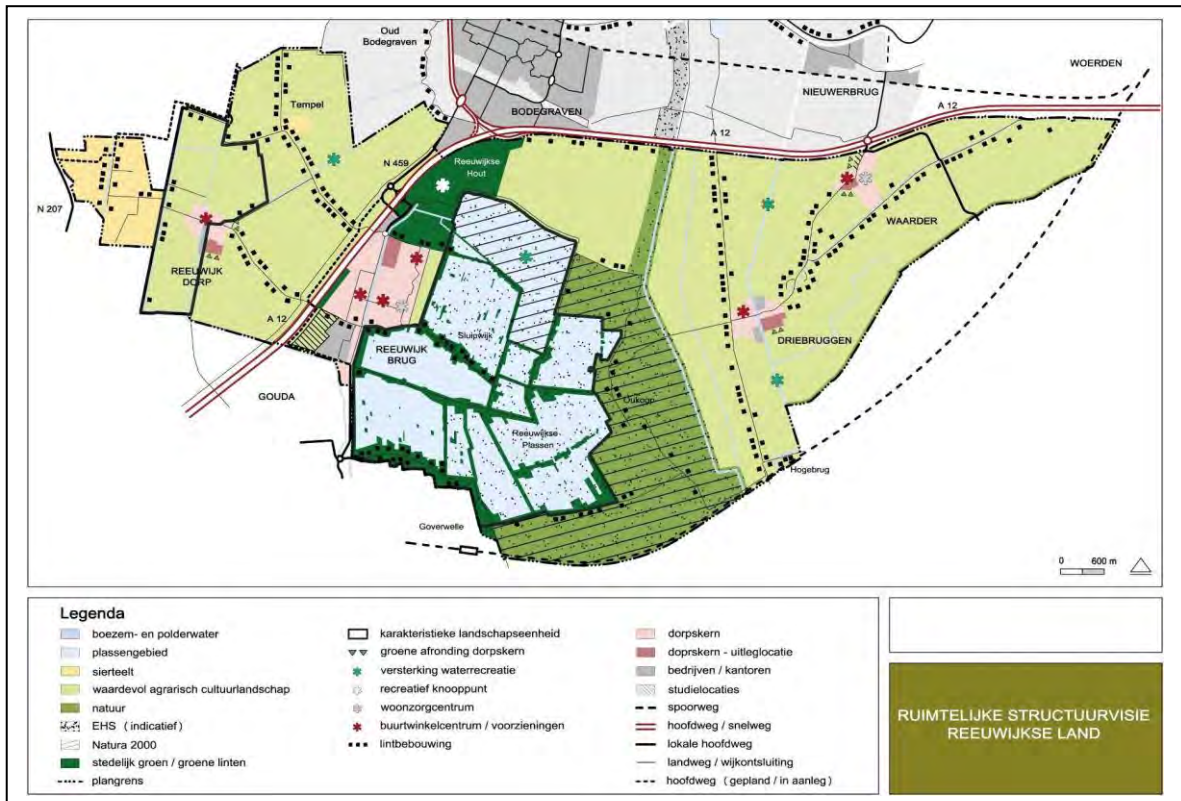 Oud
Bodegraven
WOERDEN
NIEUWERBRUG
Tempel
BODEGRAVEN
A 12
A 12
N 459
Reeuwijkse
Hout
N 207
WAARDER
REEUWIJK
DORP
A 12
Sluipwijk
DRIEBRUGGEN
REEUWIJK
BRUG
GOUDA
Oukoop
Reeuwijkse
Plassen
Hogebrug
Goverwelle
0 600 m
Legenda
boezem- en polderwater
plassengebied
sierteelt
waardevol agrarisch cultuurlandschap
natuur
EHS ( indicatief )
Natura 2000
stedelijk groen / groene linten
plangrens
karakteristieke landschapseenheid
groene afronding dorpskern
versterking waterrecreatie
recreatief knooppunt
woonzorgcentrum
buurtwinkelcentrum / voorzieningen
lintbebouwing
dorpskern
doprskern - uitleglocatie
bedrijven / kantoren
studielocaties
spoorweg
hoofdweg / snelweg
lokale hoofdweg
landweg / wijkontsluiting
hoofdweg ( gepland / in aanleg )
RUIMTELIJKE STRUCTUURVISIE
REEUWIJKSE LAND